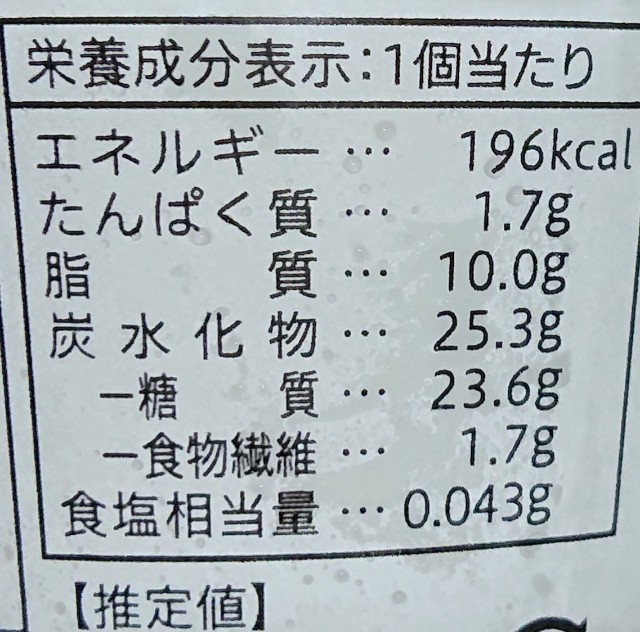 栄養成分表示：1個当たり
エネルギー … 196kcal
たんぱく質 … 1.7g
脂質 … 10.0g
炭水化物 … 25.3g
－糖質 … 23.6g
－食物繊維 … 1.7g
食塩相当量 … 0.043g
【推定値】